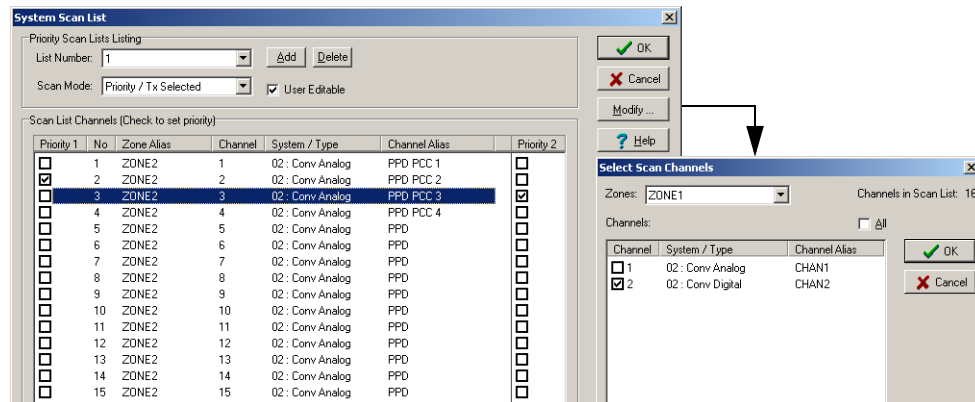 System Scan List
Priority Scan Lists Listing
List Number: 1
Add Delete
Scan Mode: Priority / Tx Selected
User Editable
OK
Cancel
Modify ...
Help
Scan List Channels (Check to set priority)
Priority 1 No Zone Alias Channel System / Type Channel Alias Priority 2
1 ZONE2 1 02 : Conv Analog PPD PCC 1
2 ZONE2 2 02 : Conv Analog PPD PCC 2
3 ZONE2 3 02 : Conv Analog PPD PCC 3
4 ZONE2 4 02 : Conv Analog PPD PCC 4
5 ZONE2 5 02 : Conv Analog PPD
6 ZONE2 6 02 : Conv Analog PPD
7 ZONE2 7 02 : Conv Analog PPD
8 ZONE2 8 02 : Conv Analog PPD
9 ZONE2 9 02 : Conv Analog PPD
10 ZONE2 10 02 : Conv Analog PPD
11 ZONE2 11 02 : Conv Analog PPD
12 ZONE2 12 02 : Conv Analog PPD
13 ZONE2 13 02 : Conv Analog PPD
14 ZONE2 14 02 : Conv Analog PPD
15 ZONE2 15 02 : Conv Analog PPD
Select Scan Channels
Zones: ZONE1
Channels in Scan List: 16
Channels:
All
Channel System / Type Channel Alias
1 02 : Conv Analog CHAN1
2 02 : Conv Digital CHAN2
OK
Cancel